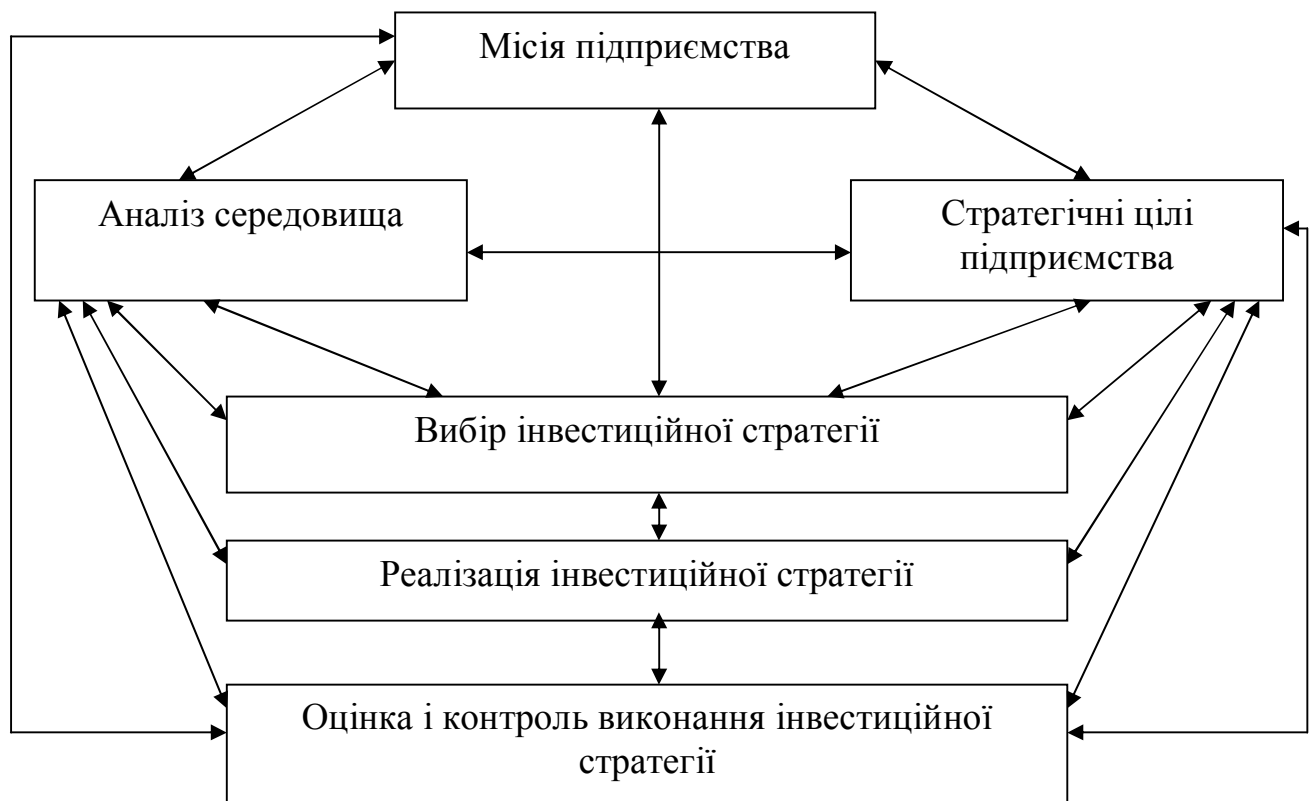 Місія підприємства
Аналіз середовища
Стратегічні цілі
підприємства
Вибір інвестиційної стратегії
Реалізація інвестиційної стратегії
Оцінка і контроль виконання інвестиційної
стратегії